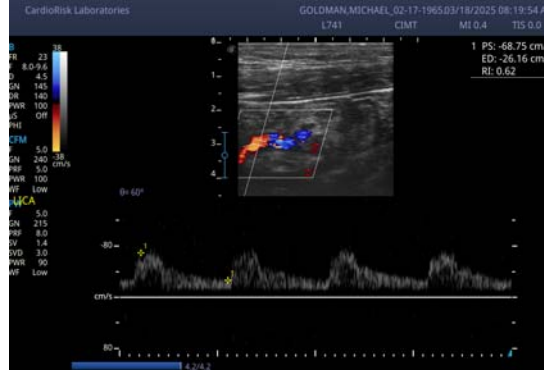 CardioRisk Laboratories
GOLDMAN,MICHAEL_02-17-1965 03/18/2025 08:19:54 A
L741 CIMT MI 0.4 TIS 0.0
B
FR 23
F 8.0-9.6
D 4.5
GN 145
DR 140
PWR 100
µS Off
PHI
38
-38
cm/s
CFM
F 5.0
GN 240
PRF 5.0
PWR 100
WF Low
LICA
F 5.0
GN 215
PRF 8.0
SV 1.4
SVD 3.0
PWR 90
WF Low
0
1
2
3
4
1 PS: -68.75 cm/
ED: -26.16 cm/
RI: 0.62
θ= 60°
-80
1
1
cm/s
80
4.2/4.2